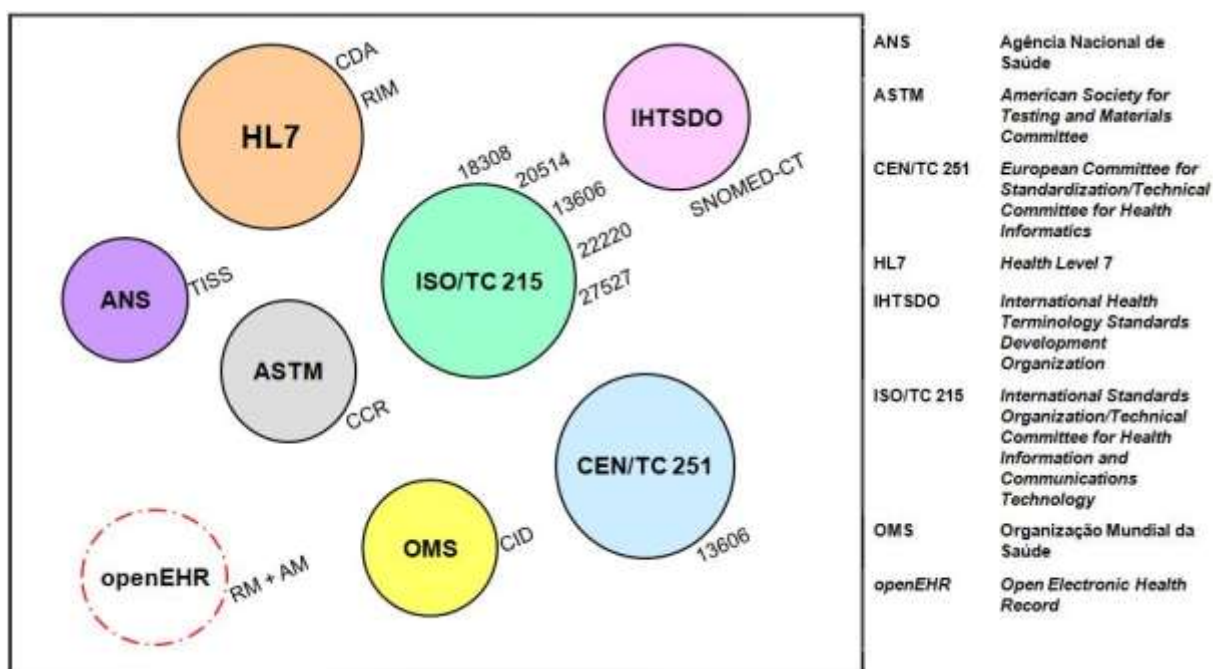 CDA
RIM
HL7
IHTSDO
SNOMED-CT
18308
20514
13606
22220
27527
ISO/TC 215
ANS
TISS
ASTM
CCR
CEN/TC 251
13606
OMS
CID
openEHR
RM + AM
ANS Agência Nacional de
Saúde
ASTM American Society for
Testing and Materials
Committee
CEN/TC 251 European Committee for
Standardization/Technical
Committee for Health
Informatics
HL7 Health Level 7
IHTSDO International Health
Terminology Standards
Development
Organization
ISO/TC 215 International Standards
Organization/Technical
Committee for Health
Information and
Communications
Technology
OMS Organização Mundial da
Saúde
openEHR Open Electronic Health
Record